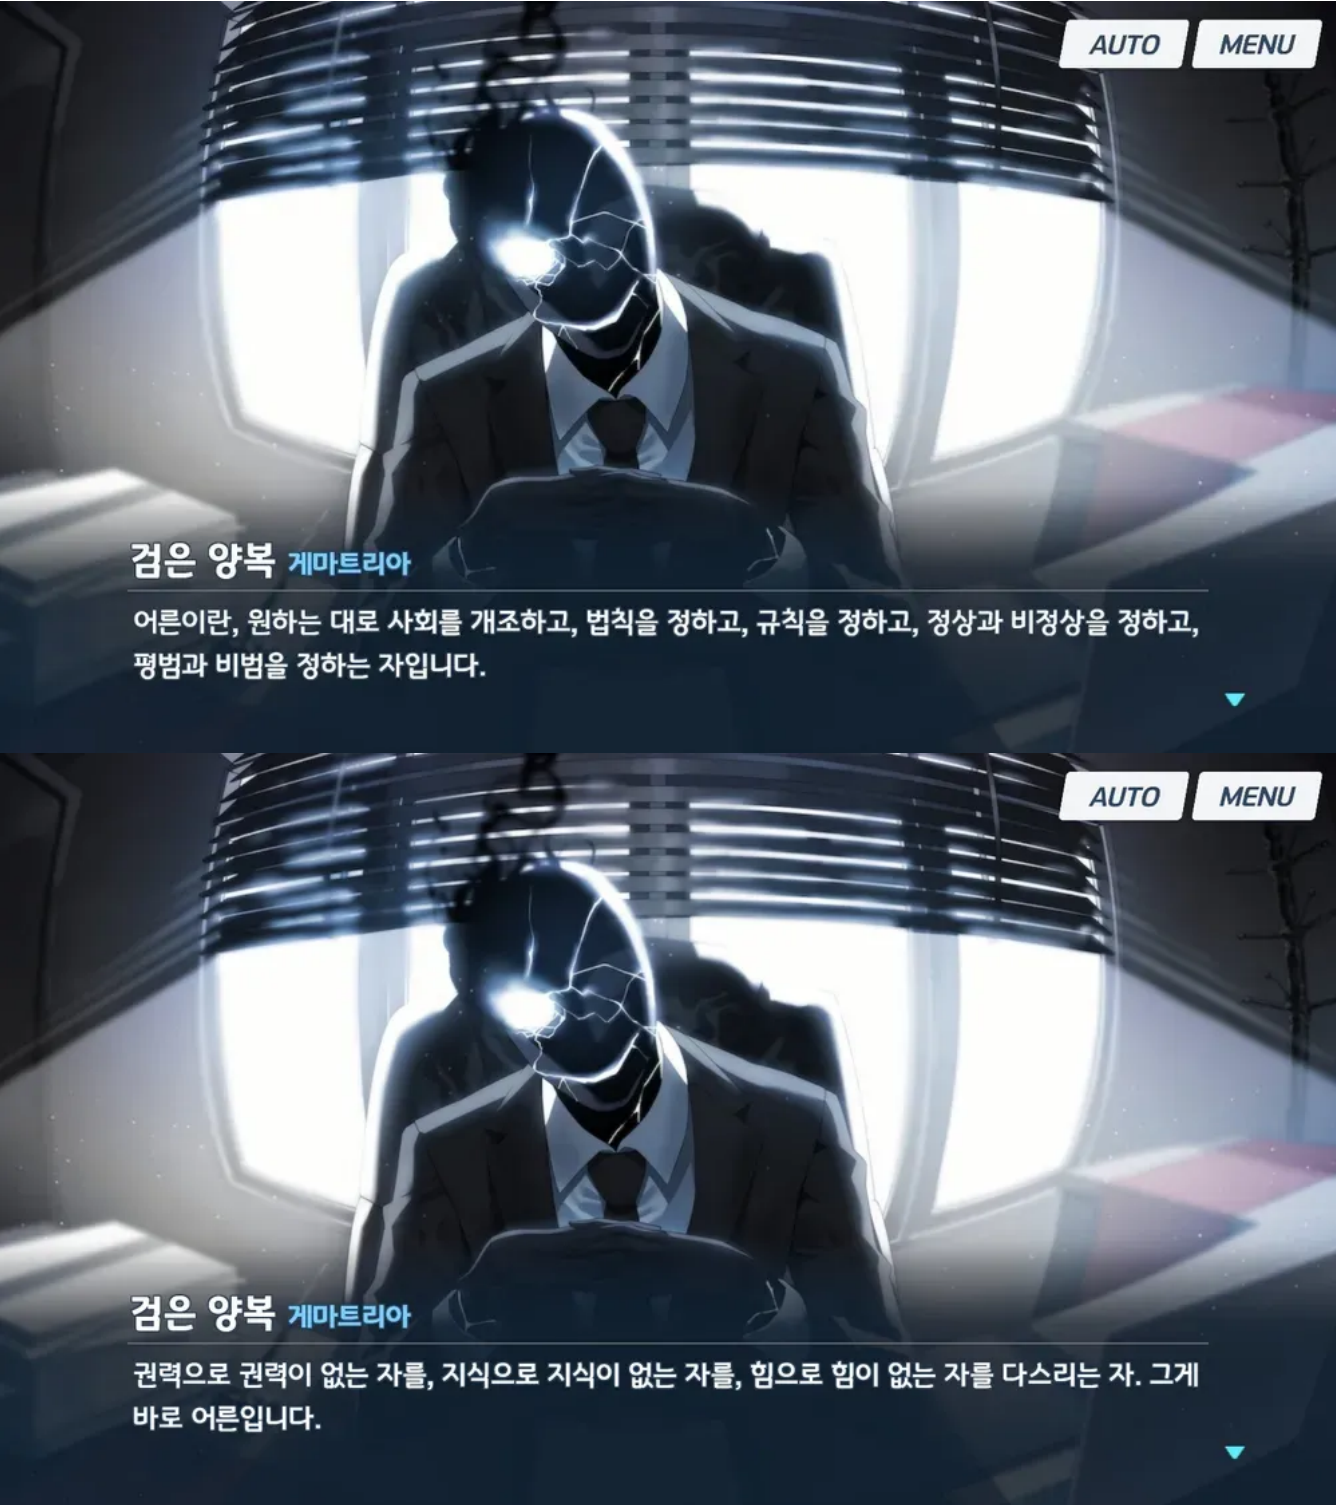 AUTO MENU
검은 양복 게마트리아
어른이란, 원하는 대로 사회를 개조하고, 법칙을 정하고, 규칙을 정하고, 정상과 비정상을 정하고,
평범과 비범을 정하는 자입니다.
AUTO MENU
검은 양복 게마트리아
권력으로 권력이 없는 자를, 지식으로 지식이 없는 자를, 힘으로 힘이 없는 자를 다스리는 자. 그게
바로 어른입니다.